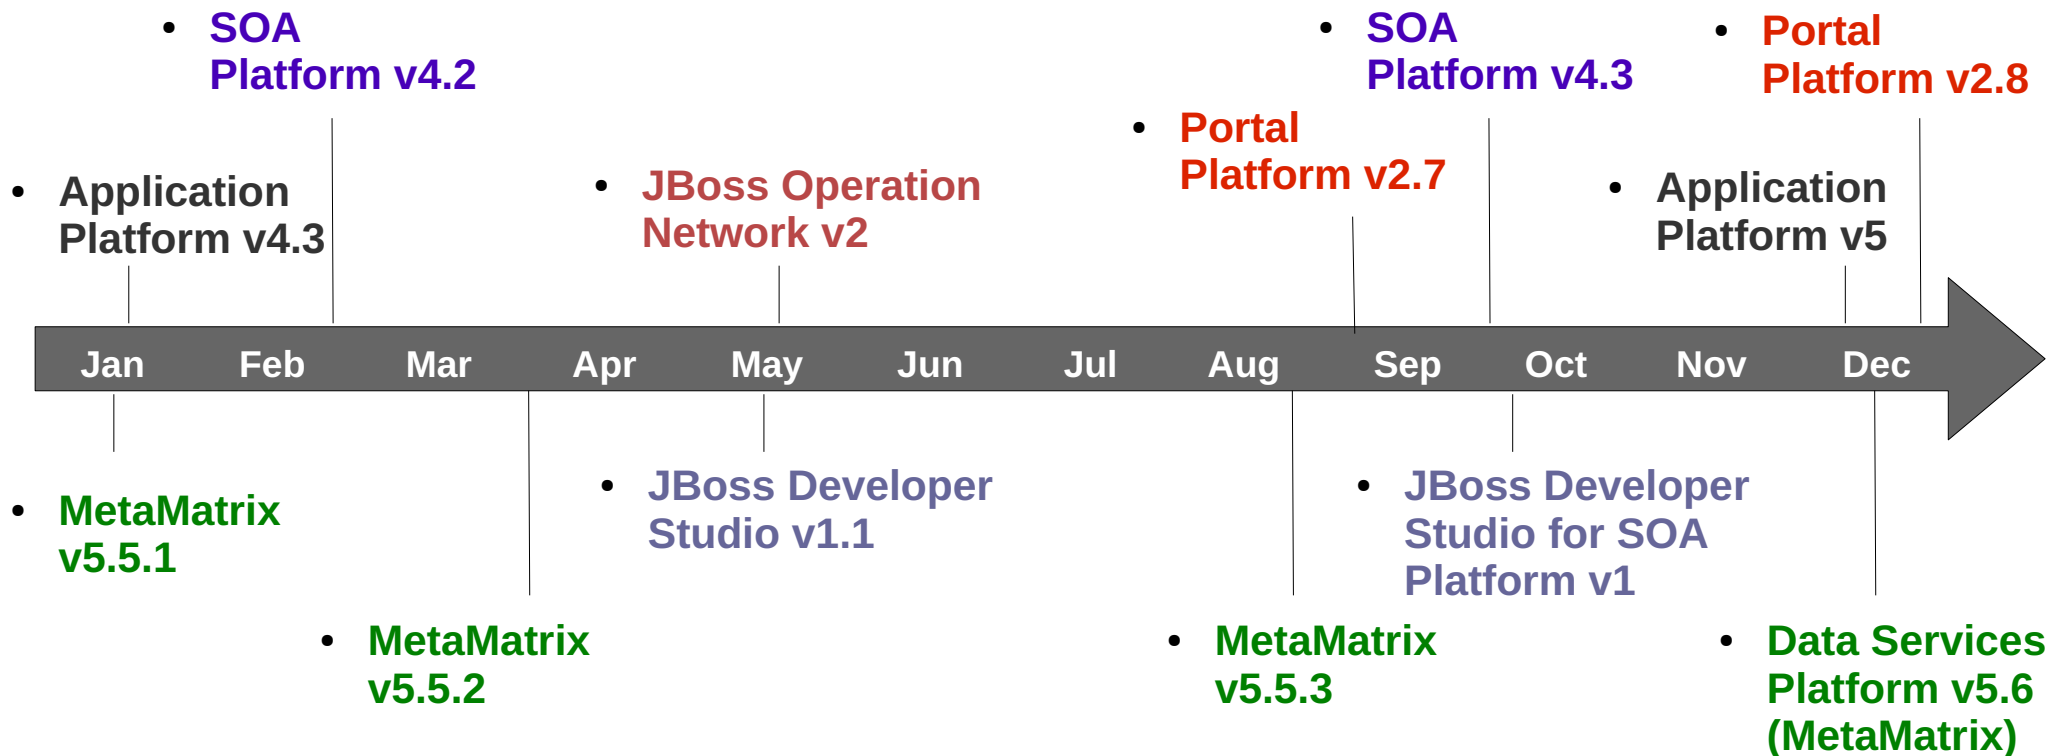 • SOA
Platform v4.2
• SOA
Platform v4.3
• Portal
Platform v2.8
• Portal
Platform v2.7
• Application
Platform v4.3
• JBoss Operation
Network v2
• Application
Platform v5
Jan Feb Mar Apr May Jun Jul Aug Sep Oct Nov Dec
• MetaMatrix
v5.5.1
• JBoss Developer
Studio v1.1
• JBoss Developer
Studio for SOA
Platform v1
• MetaMatrix
v5.5.2
• MetaMatrix
v5.5.3
• Data Services
Platform v5.6
(MetaMatrix)